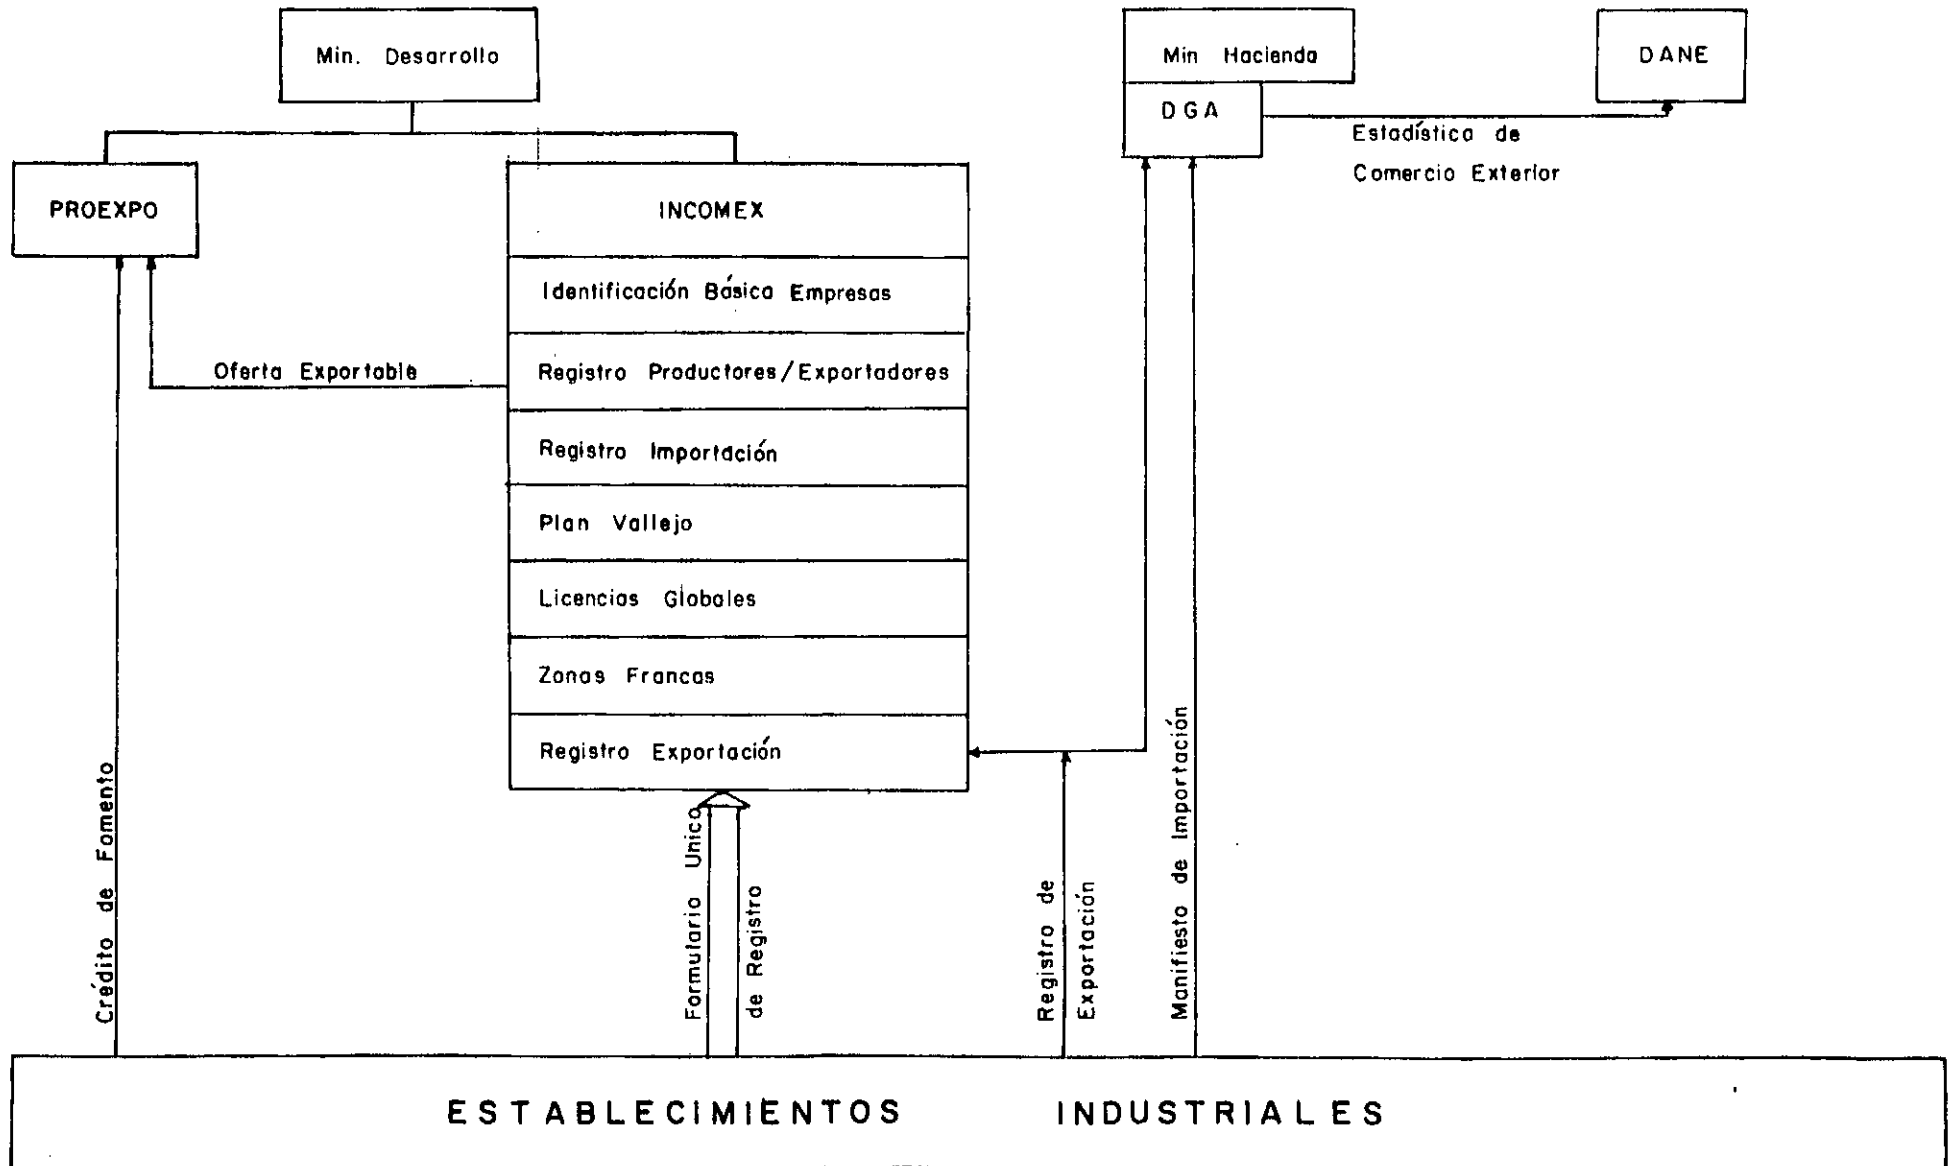 Min. Desarrollo
Min Hacienda
DANE
DGA
Estadística de
Comercio Exterior
PROEXPO
INCOMEX
Identificación Básica Empresas
Oferta Exportable
Registro Productores/Exportadores
Registro Importación
Plan Vallejo
Licencias Globales
Zonas Francas
Registro Exportación
Crédito de Fomento
Formulario Unico
de Registro
Registro de
Exportación
Manifiesto de Importación
ESTABLECIMIENTOS INDUSTRIALES